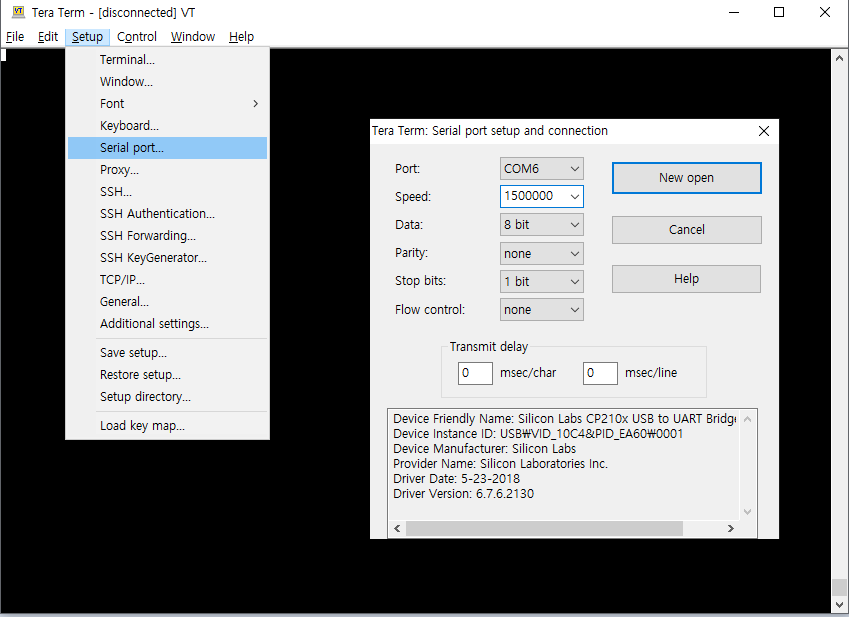 Tera Term - [disconnected] VT
File Edit Setup Control Window Help
Terminal...
Window...
Font
Keyboard...
Serial port...
Proxy...
SSH...
SSH Authentication...
SSH Forwarding...
SSH KeyGenerator...
TCP/IP...
General...
Additional settings...
Save setup...
Restore setup...
Setup directory...
Load key map...
Tera Term: Serial port setup and connection
Port: COM6 New open
Speed: 1500000
Data: 8 bit Cancel
Parity: none
Stop bits: 1 bit Help
Flow control: none
Transmit delay
0 msec/char 0 msec/line
Device Friendly Name: Silicon Labs CP210x USB to UART Bridge
Device Instance ID: USB₩VID_10C4&PID_EA60₩0001
Device Manufacturer: Silicon Labs
Provider Name: Silicon Laboratories Inc.
Driver Date: 5-23-2018
Driver Version: 6.7.6.2130